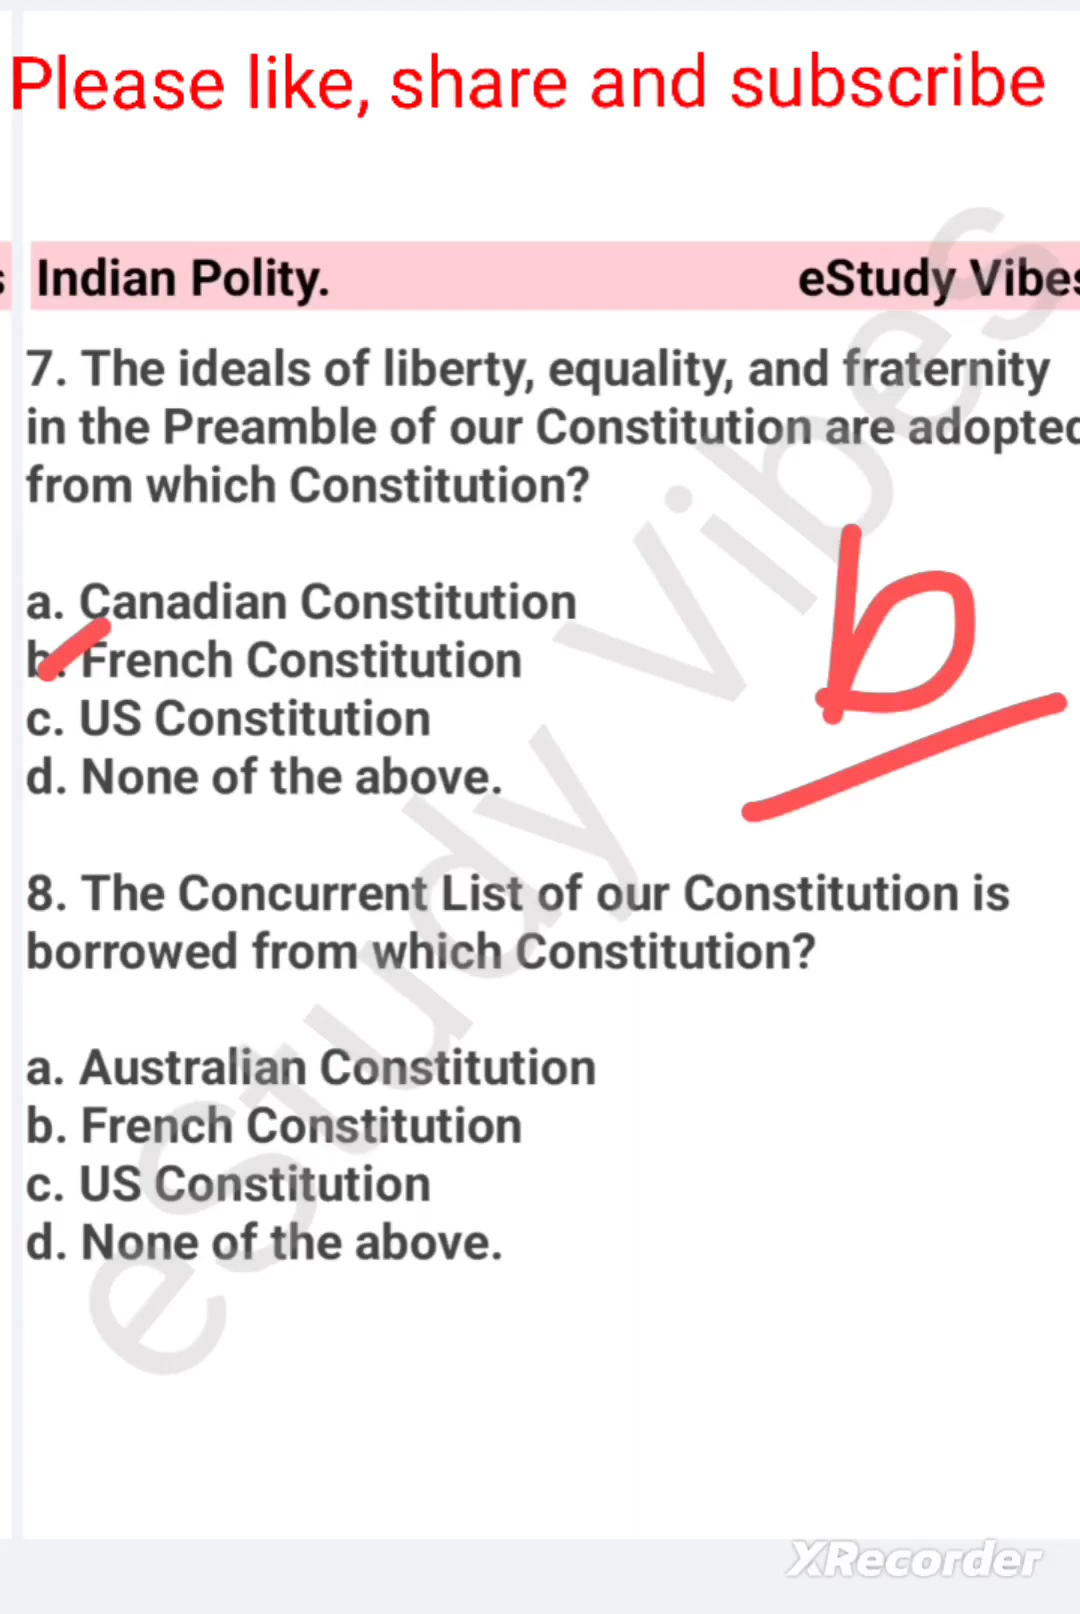 Please like, share and subscribe
Indian Polity. eStudy Vibes
7. The ideals of liberty, equality, and fraternity
in the Preamble of our Constitution are adopted
from which Constitution?
a. Canadian Constitution
b. French Constitution
c. US Constitution
d. None of the above.
b
8. The Concurrent List of our Constitution is
borrowed from which Constitution?
a. Australian Constitution
b. French Constitution
c. US Constitution
d. None of the above.
eStudy Vibes
XRecorder